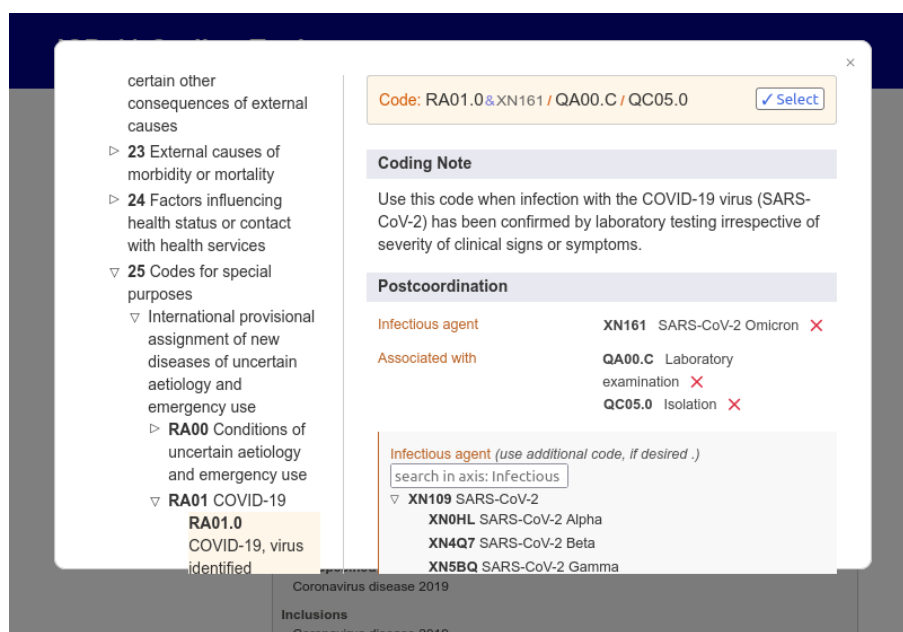 ×
certain other
consequences of external
causes
▷ 23 External causes of
morbidity or mortality
▷ 24 Factors influencing
health status or contact
with health services
▽ 25 Codes for special
purposes
▽ International provisional
assignment of new
diseases of uncertain
aetiology and
emergency use
▷ RA00 Conditions of
uncertain aetiology
and emergency use
▽ RA01 COVID-19
RA01.0
COVID-19, virus
identified
Code: RA01.0&XN161 / QA00.C / QC05.0
✓ Select
Coding Note
Use this code when infection with the COVID-19 virus (SARS-
CoV-2) has been confirmed by laboratory testing irrespective of
severity of clinical signs or symptoms.
Postcoordination
Infectious agent XN161 SARS-CoV-2 Omicron ✕
Associated with QA00.C Laboratory
examination ✕
QC05.0 Isolation ✕
Infectious agent (use additional code, if desired .)
search in axis: Infectious
▽ XN109 SARS-CoV-2
XN0HL SARS-CoV-2 Alpha
XN4Q7 SARS-CoV-2 Beta
XN5BQ SARS-CoV-2 Gamma
Coronavirus disease 2019
Inclusions